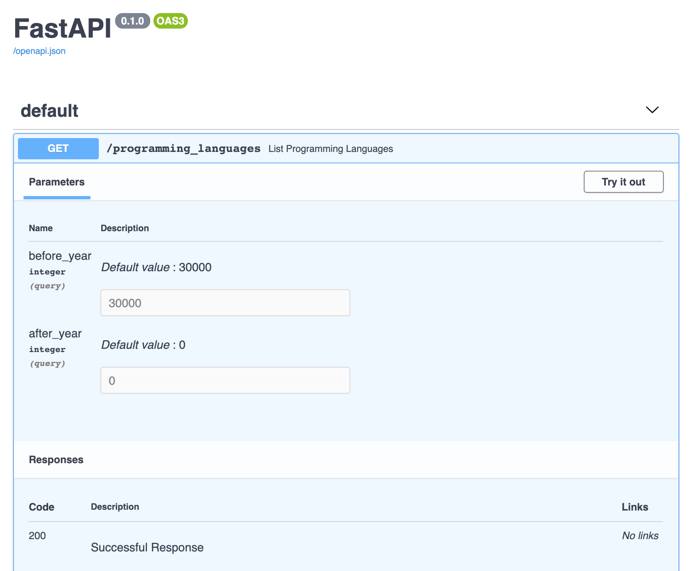 FastAPI 0.1.0 OAS3
/openapi.json
default
GET /programming_languages List Programming Languages
Parameters Try it out
Name Description
before_year
integer
(query)
Default value : 30000
30000
after_year
integer
(query)
Default value : 0
0
Responses
Code Description Links
200 No links
Successful Response